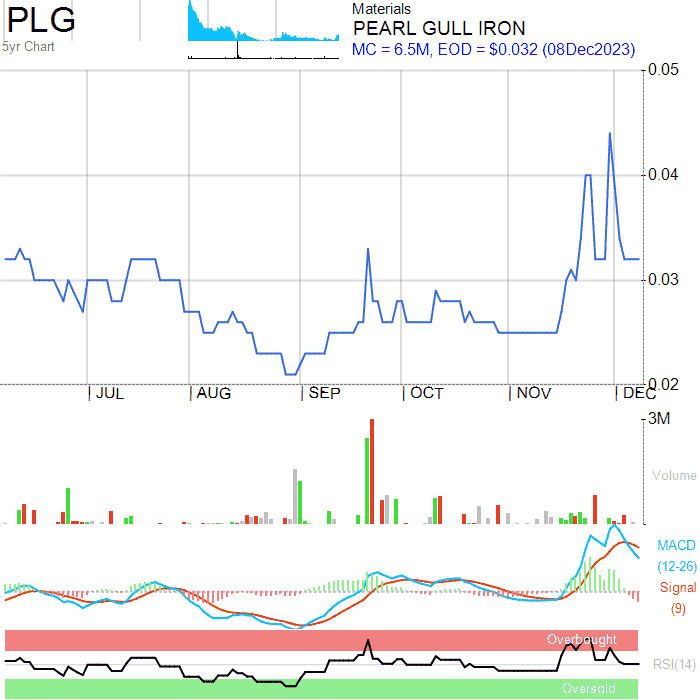 PLG
5yr Chart
Materials
PEARL GULL IRON
MC = 6.5M, EOD = $0.032 (08Dec2023)
0.05
0.04
0.03
0.02
JUL AUG SEP OCT NOV DEC
3M
Volume
MACD
(12-26)
Signal
(9)
Overbought
RSI(14)
Oversold